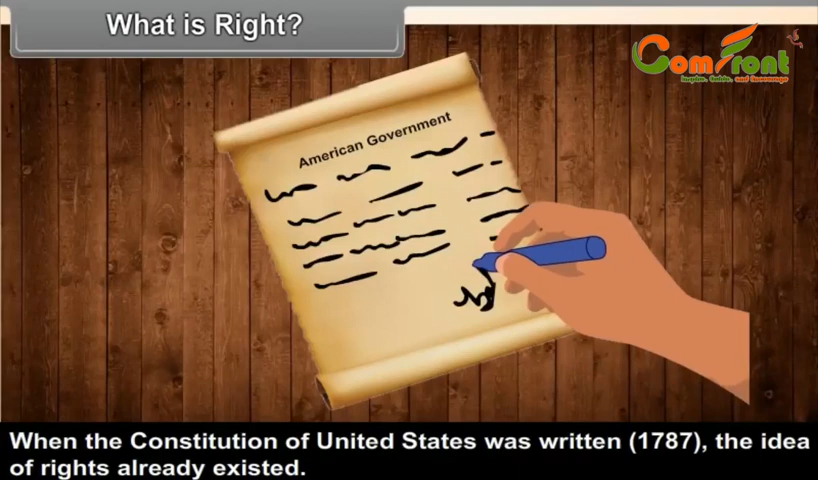 What is Right?
ComFront
American Government
When the Constitution of United States was written (1787), the idea
of rights already existed.